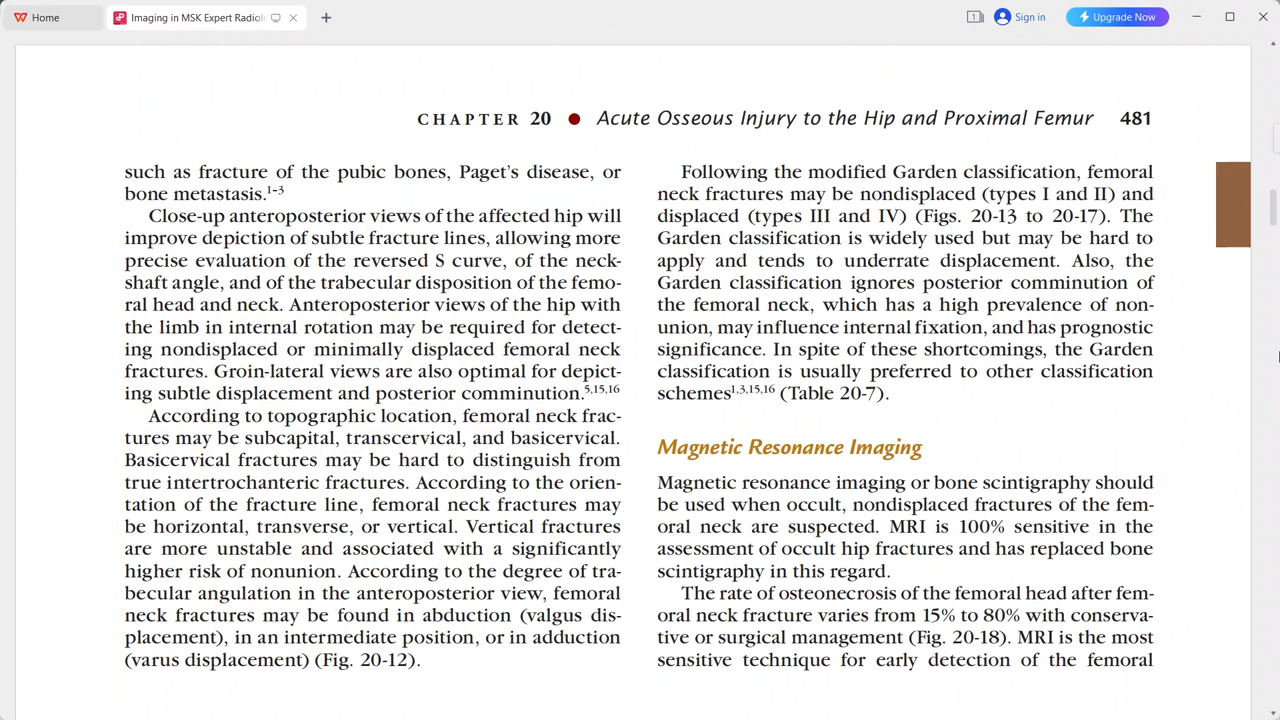 Home
Imaging in MSK Expert Radiol
1
Sign in
Upgrade Now
CHAPTER 20 ● Acute Osseous Injury to the Hip and Proximal Femur 481
such as fracture of the pubic bones, Paget's disease, or
bone metastasis.1-3
Close-up anteroposterior views of the affected hip will
improve depiction of subtle fracture lines, allowing more
precise evaluation of the reversed S curve, of the neck-
shaft angle, and of the trabecular disposition of the femo-
ral head and neck. Anteroposterior views of the hip with
the limb in internal rotation may be required for detect-
ing nondisplaced or minimally displaced femoral neck
fractures. Groin-lateral views are also optimal for depict-
ing subtle displacement and posterior comminution.5,15,16
According to topographic location, femoral neck frac-
tures may be subcapital, transcervical, and basicervical.
Basicervical fractures may be hard to distinguish from
true intertrochanteric fractures. According to the orien-
tation of the fracture line, femoral neck fractures may
be horizontal, transverse, or vertical. Vertical fractures
are more unstable and associated with a significantly
higher risk of nonunion. According to the degree of tra-
becular angulation in the anteroposterior view, femoral
neck fractures may be found in abduction (valgus dis-
placement), in an intermediate position, or in adduction
(varus displacement) (Fig. 20-12).
Following the modified Garden classification, femoral
neck fractures may be nondisplaced (types I and II) and
displaced (types III and IV) (Figs. 20-13 to 20-17). The
Garden classification is widely used but may be hard to
apply and tends to underrate displacement. Also, the
Garden classification ignores posterior comminution of
the femoral neck, which has a high prevalence of non-
union, may influence internal fixation, and has prognostic
significance. In spite of these shortcomings, the Garden
classification is usually preferred to other classification
schemes1,3,15,16 (Table 20-7).
Magnetic Resonance Imaging
Magnetic resonance imaging or bone scintigraphy should
be used when occult, nondisplaced fractures of the fem-
oral neck are suspected. MRI is 100% sensitive in the
assessment of occult hip fractures and has replaced bone
scintigraphy in this regard.
The rate of osteonecrosis of the femoral head after fem-
oral neck fracture varies from 15% to 80% with conserva-
tive or surgical management (Fig. 20-18). MRI is the most
sensitive technique for early detection of the femoral